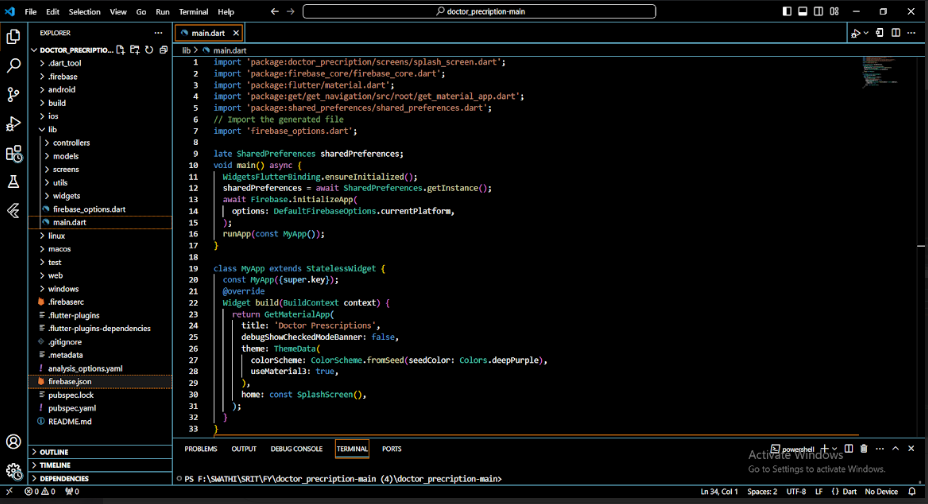 File Edit Selection View Go Run Terminal Help
doctor_precription-main
EXPLORER
DOCTOR_PRECRIPTIO...
.dart_tool
.firebase
android
build
ios
lib
controllers
models
screens
utils
widgets
firebase_options.dart
main.dart
linux
macos
test
web
windows
.firebaserc
.flutter-plugins
.flutter-plugins-dependencies
.gitignore
.metadata
analysis_options.yaml
firebase.json
pubspec.lock
pubspec.yaml
README.md
OUTLINE
TIMELINE
DEPENDENCIES
main.dart
lib > main.dart
1 import 'package:doctor_precription/screens/splash_screen.dart';
2 import 'package:firebase_core/firebase_core.dart';
3 import 'package:flutter/material.dart';
4 import 'package:get/get_navigation/src/root/get_material_app.dart';
5 import 'package:shared_preferences/shared_preferences.dart';
6 // Import the generated file
7 import 'firebase_options.dart';
8
9 late SharedPreferences sharedPreferences;
10 void main() async {
11 WidgetsFlutterBinding.ensureInitialized();
12 sharedPreferences = await SharedPreferences.getInstance();
13 await Firebase.initializeApp(
14 options: DefaultFirebaseOptions.currentPlatform,
15 );
16 runApp(const MyApp());
17 }
18
19 class MyApp extends StatelessWidget {
20 const MyApp({super.key});
21 @override
22 Widget build(BuildContext context) {
23 return GetMaterialApp(
24 title: 'Doctor Prescriptions',
25 debugShowCheckedModeBanner: false,
26 theme: ThemeData(
27 colorScheme: ColorScheme.fromSeed(seedColor: Colors.deepPurple),
28 useMaterial3: true,
29 ),
30 home: const SplashScreen(),
31 );
32 }
33 }
PROBLEMS OUTPUT DEBUG CONSOLE TERMINAL PORTS
powershell
Activate Windows
Go to Settings to activate Windows.
PS F:\SWATHI\SRIT\FY\doctor_precription-main (4)\doctor_precription-main>
0 0 0 Ln 34, Col 1 Spaces: 2 UTF-8 LF {} Dart No Device